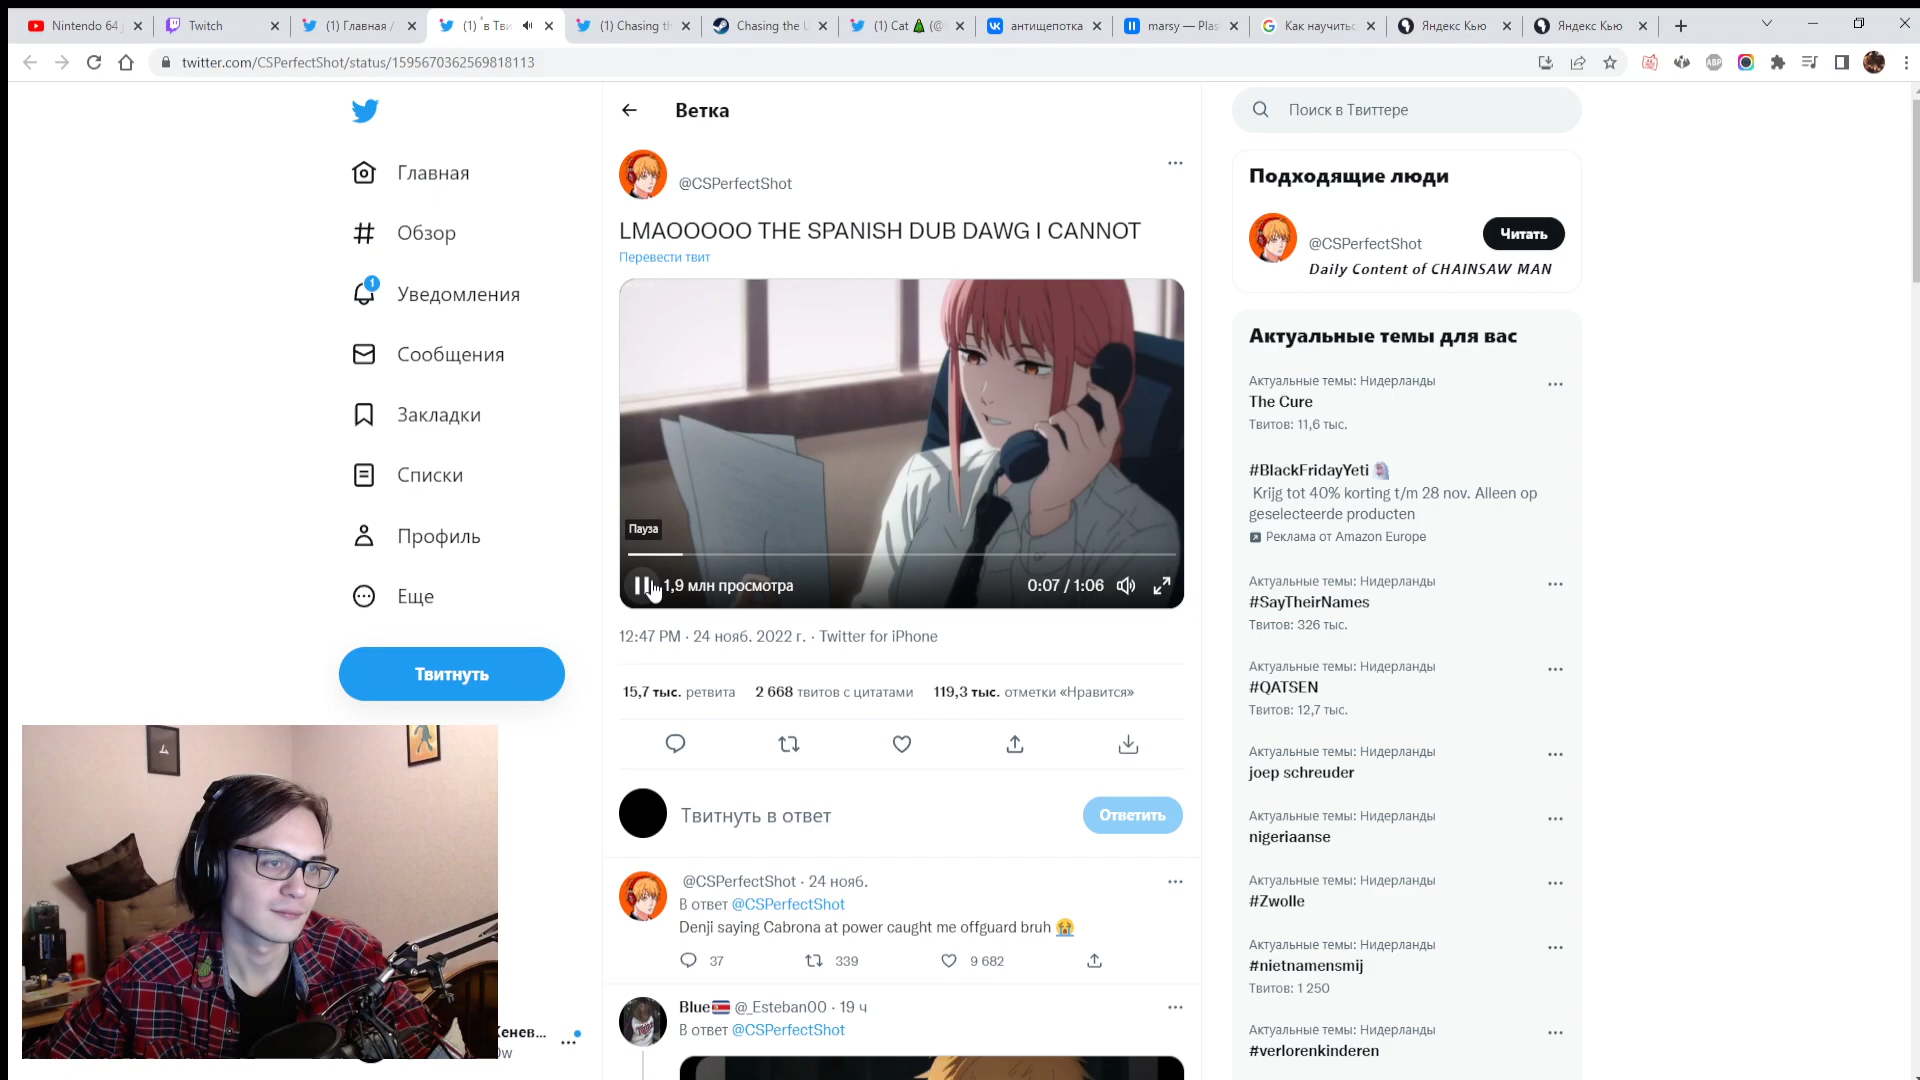 Nintendo 64
Twitch
(1) Главная /
(1)
(1) Chasing th
Chasing the U
(1) Cat
антищепотка
marsy — Plas
Как научитьс
Яндекс Кью
Яндекс Кью
twitter.com/CSPerfectShot/status/1595670362569818113
ABP
Главная
Обзор
1
Уведомления
Сообщения
Закладки
Списки
Профиль
Еще
Твитнуть
Ветка
@CSPerfectShot
LMAOOOOO THE SPANISH DUB DAWG I CANNOT
Перевести твит
Пауза
1,9 млн просмотра
0:07 / 1:06
12:47 PM · 24 нояб. 2022 г. · Twitter for iPhone
15,7 тыс. ретвита 2 668 твитов с цитатами 119,3 тыс. отметки «Нравится»
Твитнуть в ответ
Ответить
@CSPerfectShot · 24 нояб.
В ответ @CSPerfectShot
Denji saying Cabrona at power caught me offguard bruh 😭
37 339 9 682
Blue🇨🇷 @_Esteban00 · 19 ч
В ответ @CSPerfectShot
Поиск в Твиттере
Подходящие люди
@CSPerfectShot
Читать
Daily Content of CHAINSAW MAN
Актуальные темы для вас
Актуальные темы: Нидерланды
The Cure
Твитов: 11,6 тыс.
#BlackFridayYeti
Krijg tot 40% korting t/m 28 nov. Alleen op
geselecteerde producten
Реклама от Amazon Europe
Актуальные темы: Нидерланды
#SayTheirNames
Твитов: 326 тыс.
Актуальные темы: Нидерланды
#QATSEN
Твитов: 12,7 тыс.
Актуальные темы: Нидерланды
joep schreuder
Актуальные темы: Нидерланды
nigeriaanse
Актуальные темы: Нидерланды
#Zwolle
Актуальные темы: Нидерланды
#nietnamensmij
Твитов: 1 250
Актуальные темы: Нидерланды
#verlorenkinderen